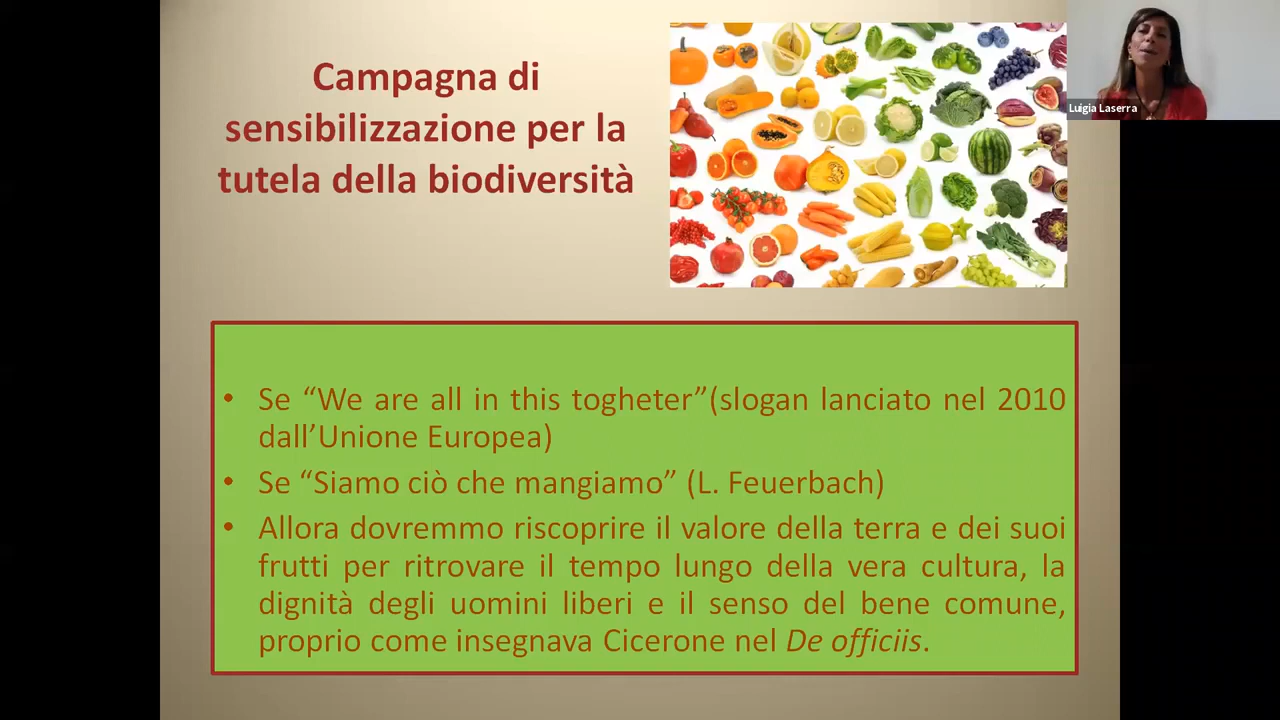 Campagna di
sensibilizzazione per la
tutela della biodiversità
Luigia Laserra
• Se “We are all in this togheter”(slogan lanciato nel 2010
dall’Unione Europea)
• Se “Siamo ciò che mangiamo” (L. Feuerbach)
• Allora dovremmo riscoprire il valore della terra e dei suoi
frutti per ritrovare il tempo lungo della vera cultura, la
dignità degli uomini liberi e il senso del bene comune,
proprio come insegnava Cicerone nel De officiis.